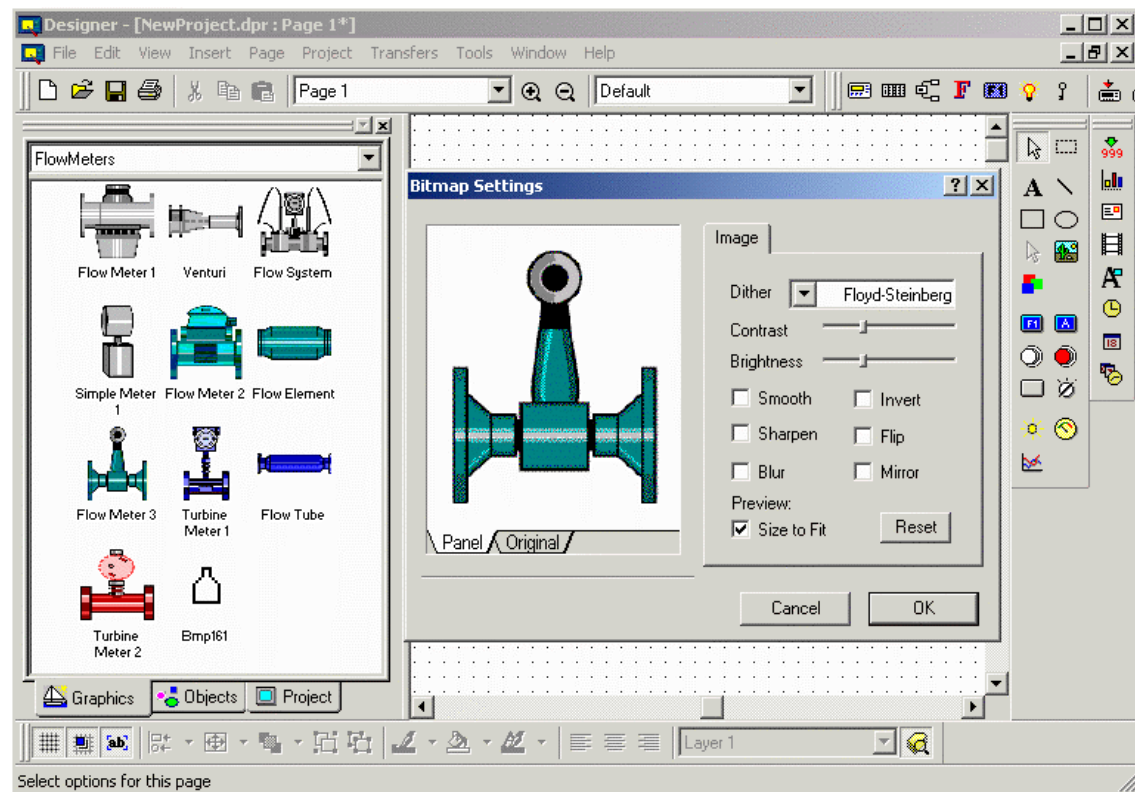 Designer - [NewProject.dpr : Page 1*]
File Edit View Insert Page Project Transfers Tools Window Help
Page 1 Default F F1
FlowMeters
Flow Meter 1 Venturi Flow System
Simple Meter 1 Flow Meter 2 Flow Element
Flow Meter 3 Turbine Meter 1 Flow Tube
Turbine Meter 2 Bmp161
Graphics Objects Project
Bitmap Settings
Panel Original
Image
Dither Floyd-Steinberg
Contrast
Brightness
Smooth Invert
Sharpen Flip
Blur Mirror
Preview:
Size to Fit Reset
Cancel OK
999
A
A
F1 A
18
ab
Layer 1
Select options for this page